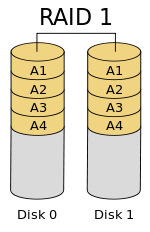 RAID 1
A1 A1
A2 A2
A3 A3
A4 A4
Disk 0 Disk 1